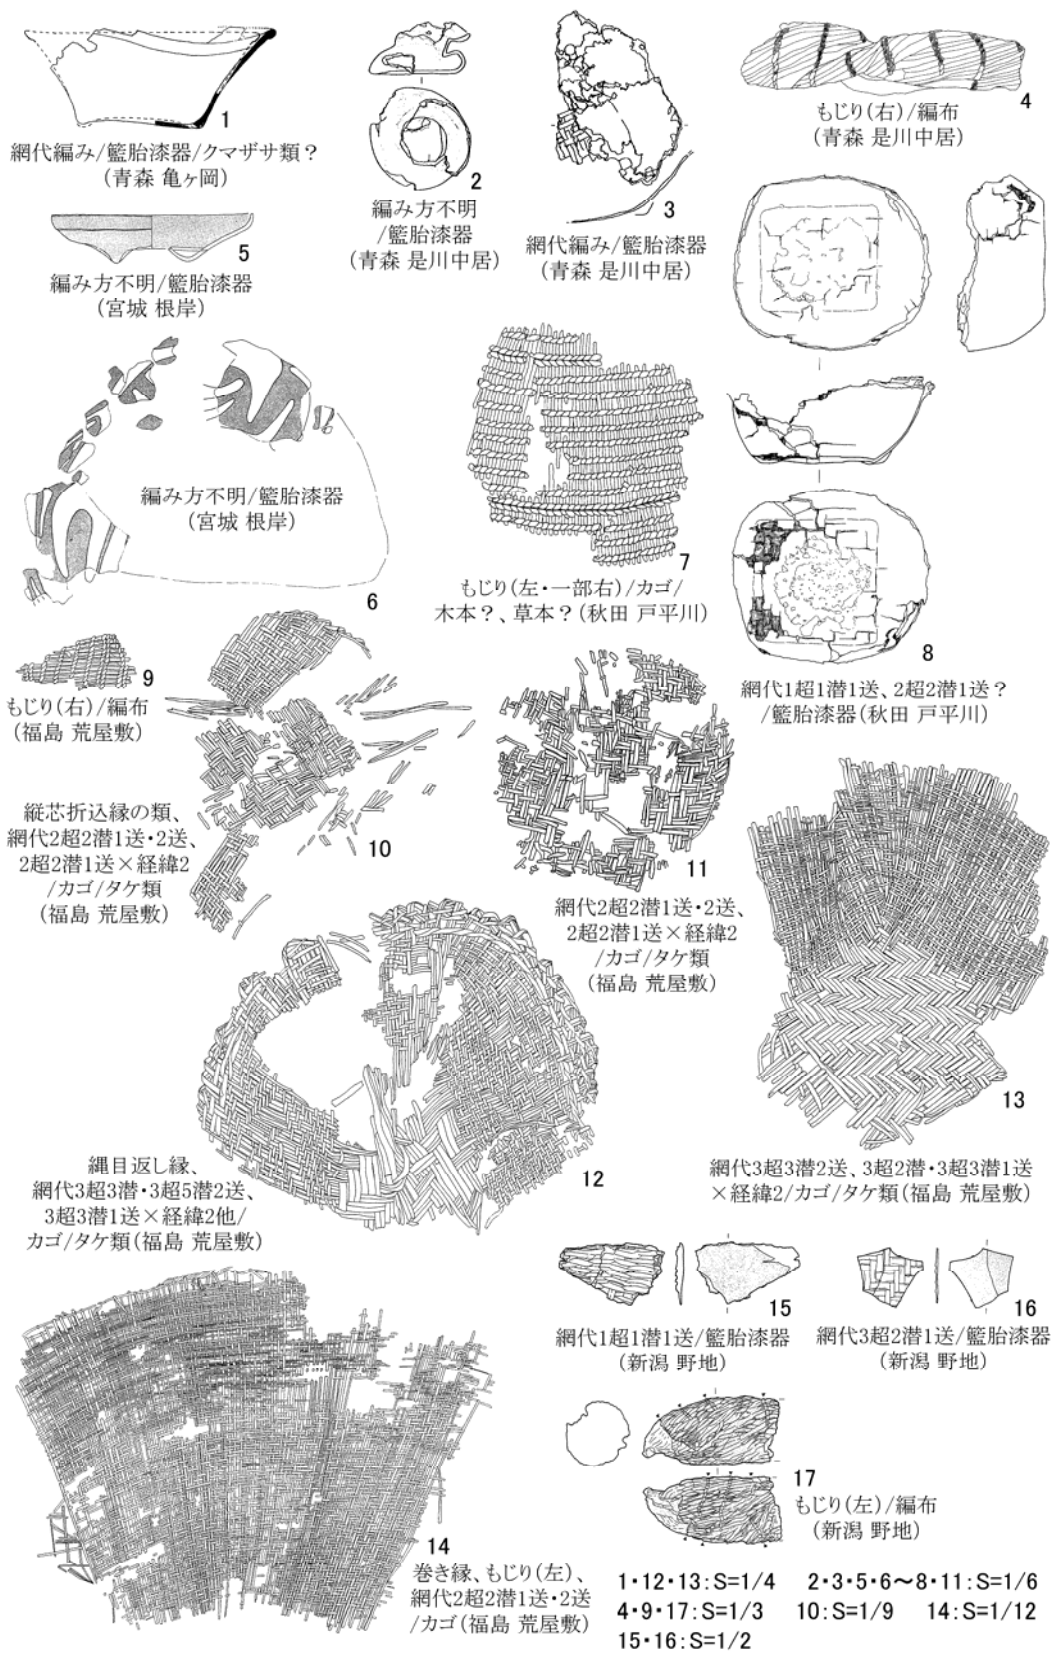 1
網代編み/籃胎漆器/クマザサ類？
(青森 亀ヶ岡)
2
編み方不明
/籃胎漆器
(青森 是川中居)
3
網代編み/籃胎漆器
(青森 是川中居)
4
もじり(右)/編布
(青森 是川中居)
5
編み方不明/籃胎漆器
(宮城 根岸)
編み方不明/籃胎漆器
(宮城 根岸)
6
7
もじり(左・一部右)/カゴ/
木本？、草本？(秋田 戸平川)
8
網代1超1潜1送、2超2潜1送？
/籃胎漆器(秋田 戸平川)
9
もじり(右)/編布
(福島 荒屋敷)
10
縦芯折込縁の類、
網代2超2潜1送・2送、
2超2潜1送×経緯2
/カゴ/タケ類
(福島 荒屋敷)
11
網代2超2潜1送・2送、
2超2潜1送×経緯2
/カゴ/タケ類
(福島 荒屋敷)
12
縄目返し縁、
網代3超3潜・3超5潜2送、
3超3潜1送×経緯2他/
カゴ/タケ類(福島 荒屋敷)
13
網代3超3潜2送、3超2潜・3超3潜1送
×経緯2/カゴ/タケ類(福島 荒屋敷)
14
巻き縁、もじり(左)、
網代2超2潜1送・2送
/カゴ(福島 荒屋敷)
15
網代1超1潜1送/籃胎漆器
(新潟 野地)
16
網代3超2潜1送/籃胎漆器
(新潟 野地)
17
もじり(左)/編布
(新潟 野地)
1・12・13：S=1/4 2・3・5・6～8・11：S=1/6
4・9・17：S=1/3 10：S=1/9 14：S=1/12
15・16：S=1/2